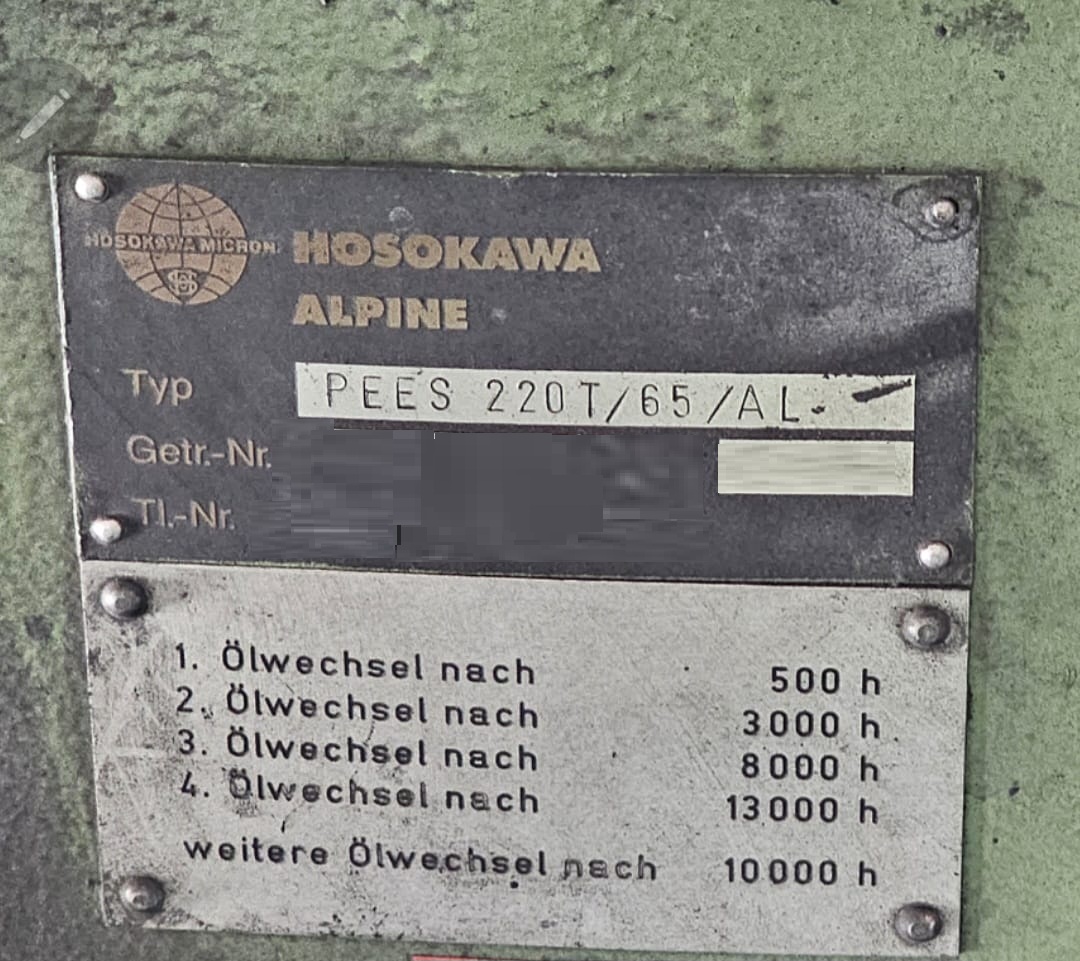 HOSOKAWA MICRON
HOSOKAWA
ALPINE
Typ PEES 220T/65/AL.
Getr.-Nr.
Tl.-Nr.
1. Ölwechsel nach 500 h
2. Ölwechsel nach 3000 h
3. Ölwechsel nach 8000 h
4. Ölwechsel nach 13000 h
weitere Ölwechsel nach 10000 h